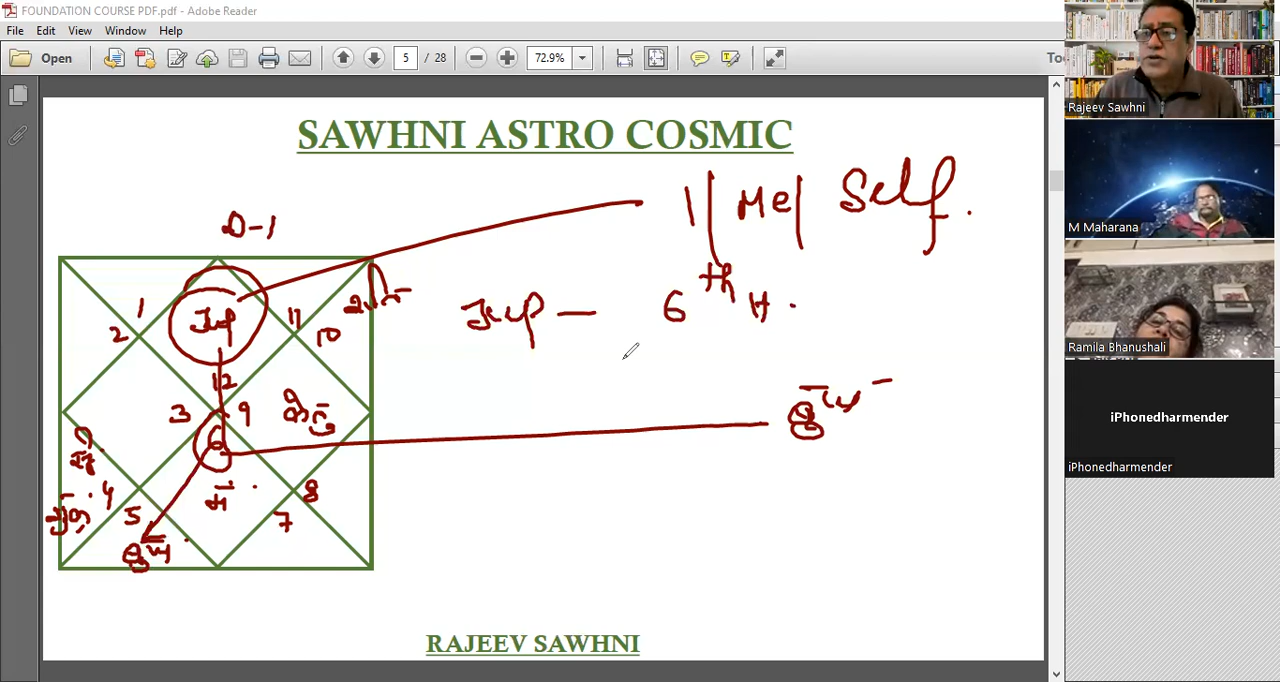 FOUNDATION COURSE PDF.pdf - Adobe Reader
File Edit View Window Help
Open 5 / 28 72.9%
SAWHNI ASTRO COSMIC
1 | Me | Self.
D-1
Jup - 6th H.
1 Jup 11
2 10
12
3 9
4 8
5 7
RAJEEV SAWHNI
Rajeev Sawhni
M Maharana
Ramila Bhanushali
iPhonedharmender
iPhonedharmender